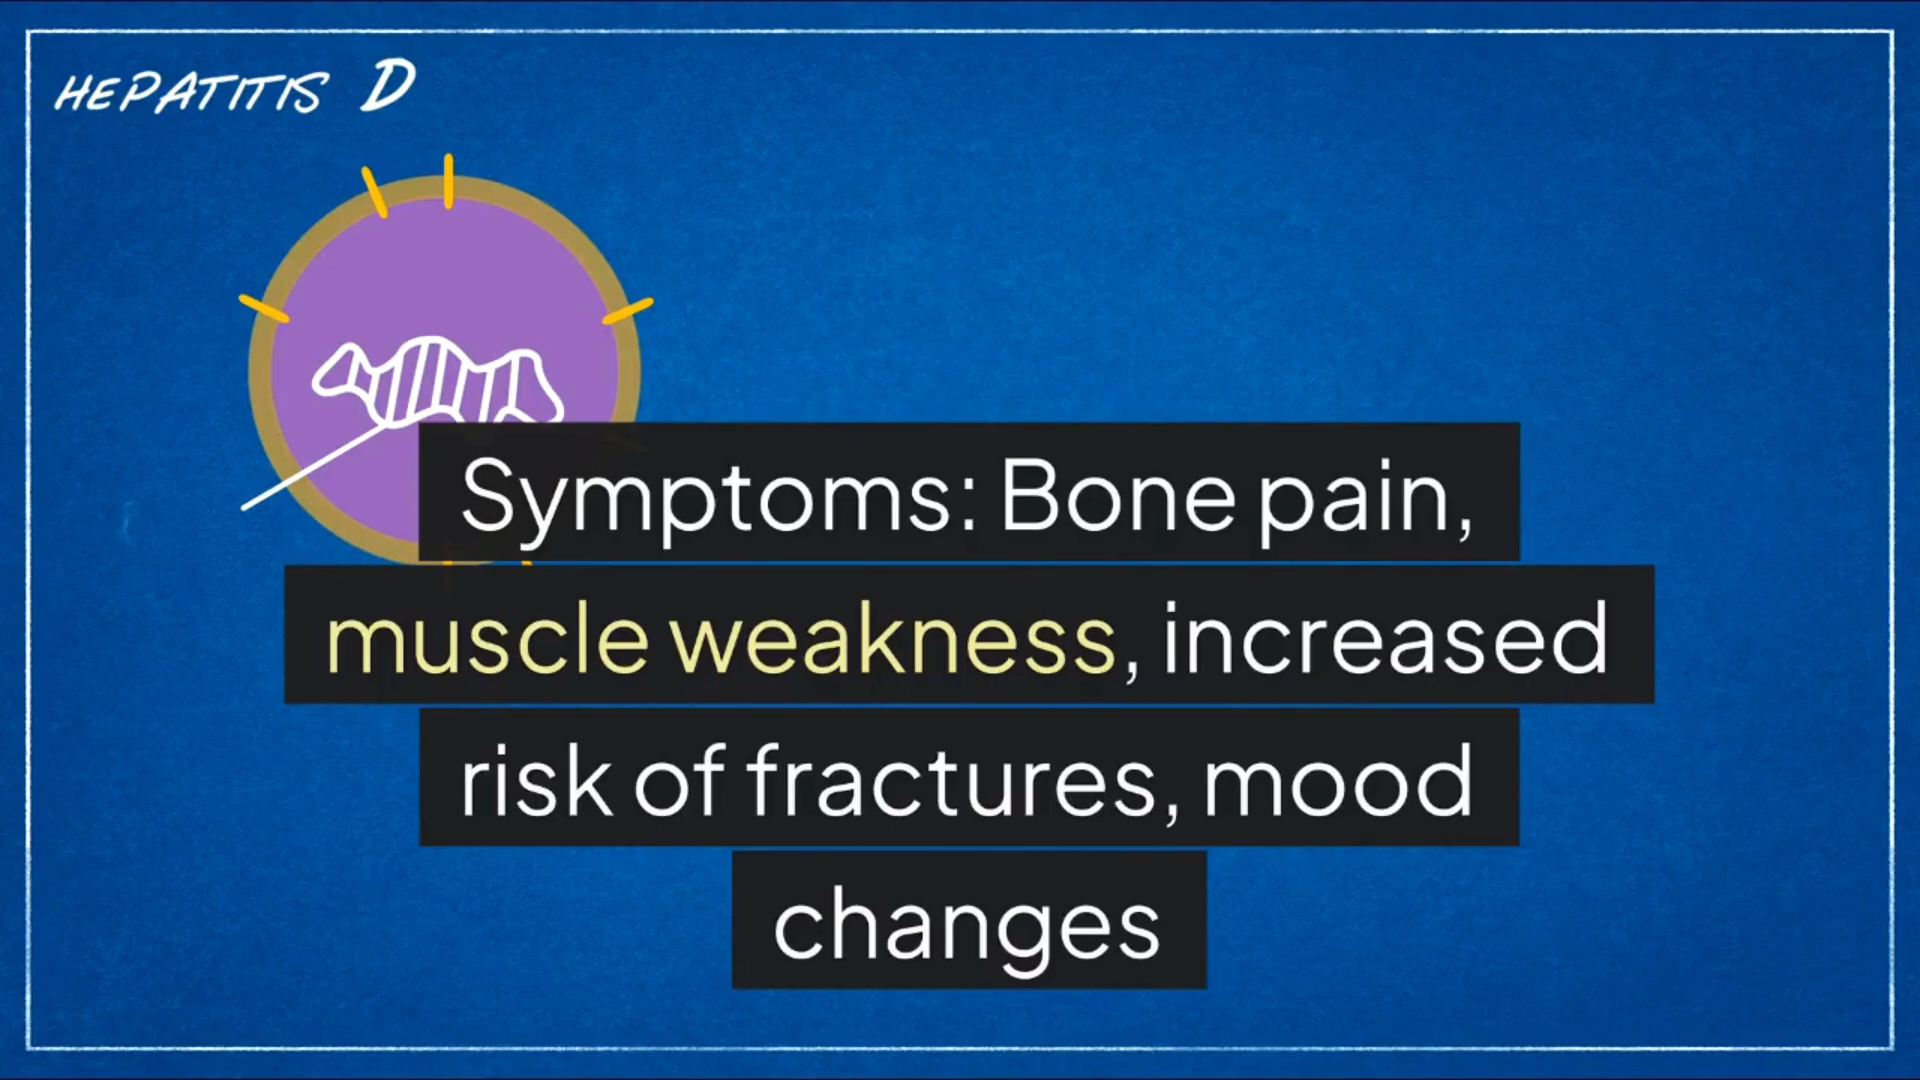 HEPATITIS D
Symptoms: Bone pain,
muscle weakness, increased
risk of fractures, mood
changes